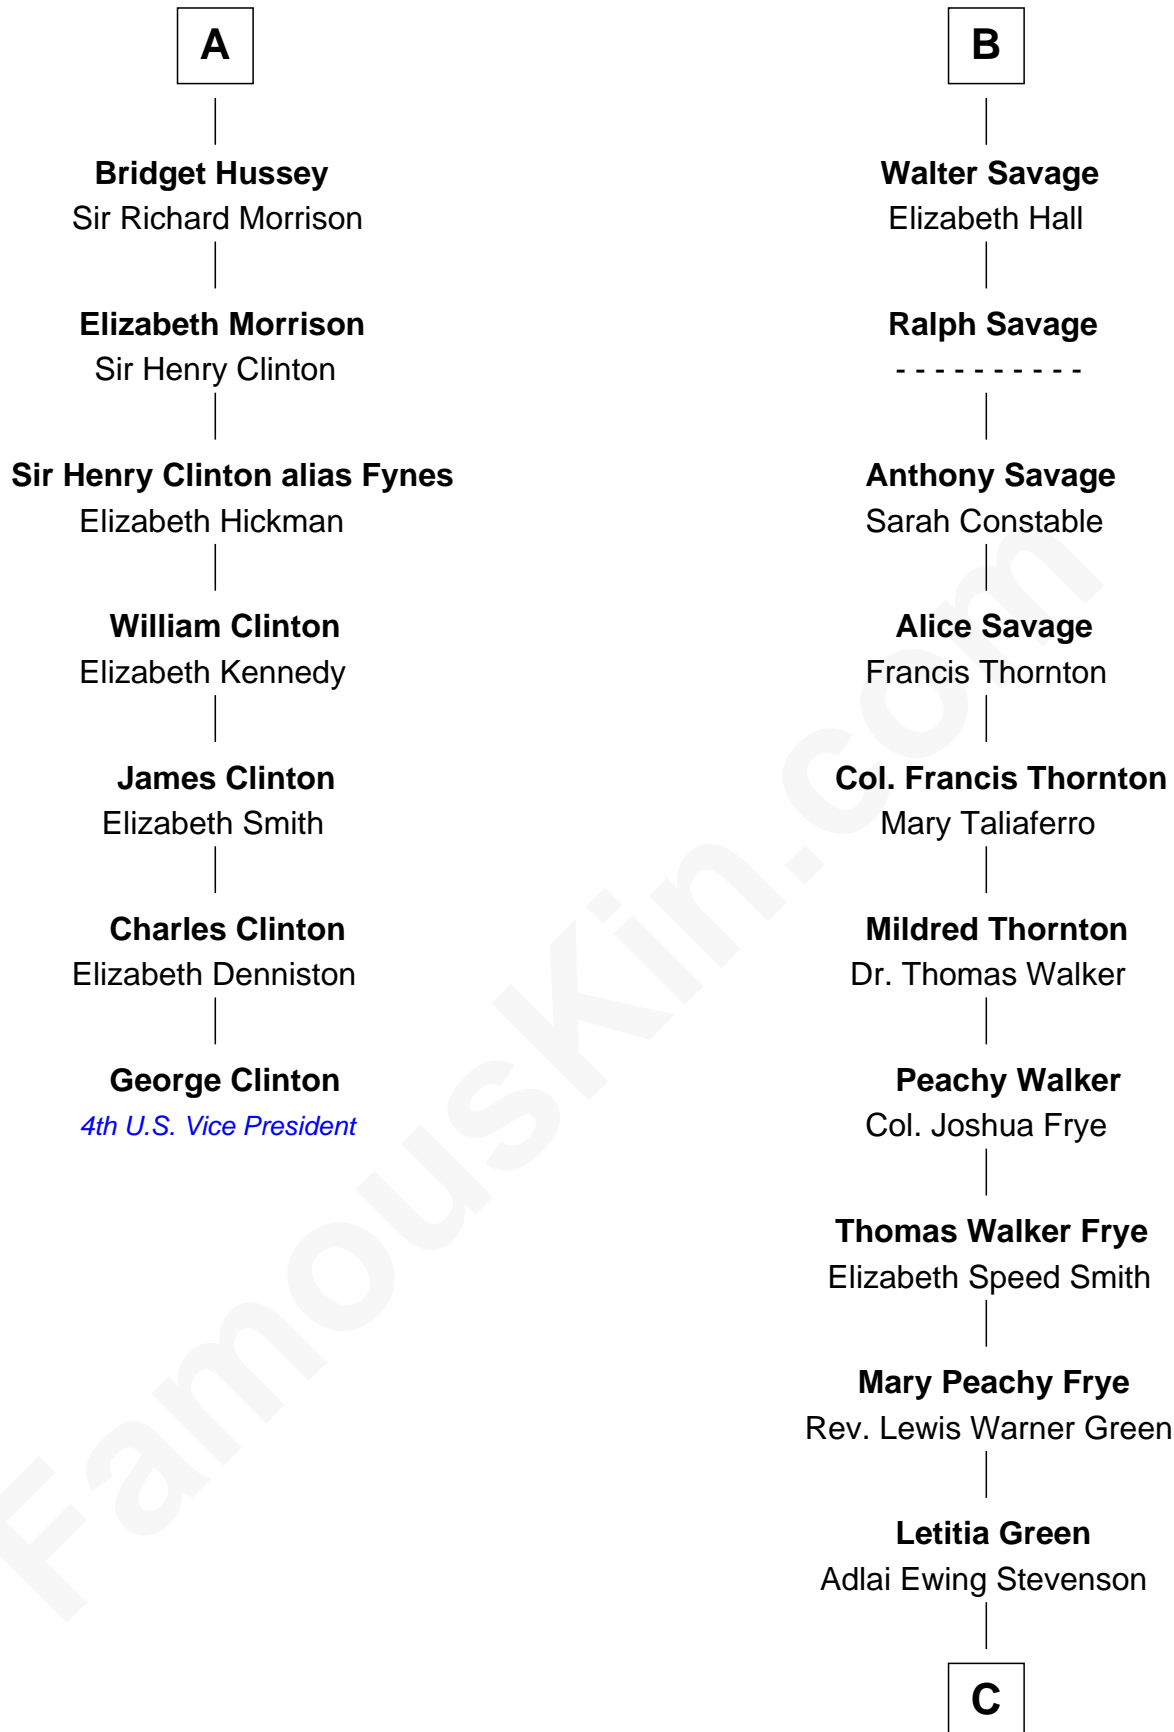 A
Bridget Hussey
Sir Richard Morrison
Elizabeth Morrison
Sir Henry Clinton
Sir Henry Clinton alias Fynes
Elizabeth Hickman
William Clinton
Elizabeth Kennedy
James Clinton
Elizabeth Smith
Charles Clinton
Elizabeth Denniston
George Clinton
4th U.S. Vice President
B
Walter Savage
Elizabeth Hall
Ralph Savage
- - - - - - - - - -
Anthony Savage
Sarah Constable
Alice Savage
Francis Thornton
Col. Francis Thornton
Mary Taliaferro
Mildred Thornton
Dr. Thomas Walker
Peachy Walker
Col. Joshua Frye
Thomas Walker Frye
Elizabeth Speed Smith
Mary Peachy Frye
Rev. Lewis Warner Green
Letitia Green
Adlai Ewing Stevenson
C
FamousKin.com